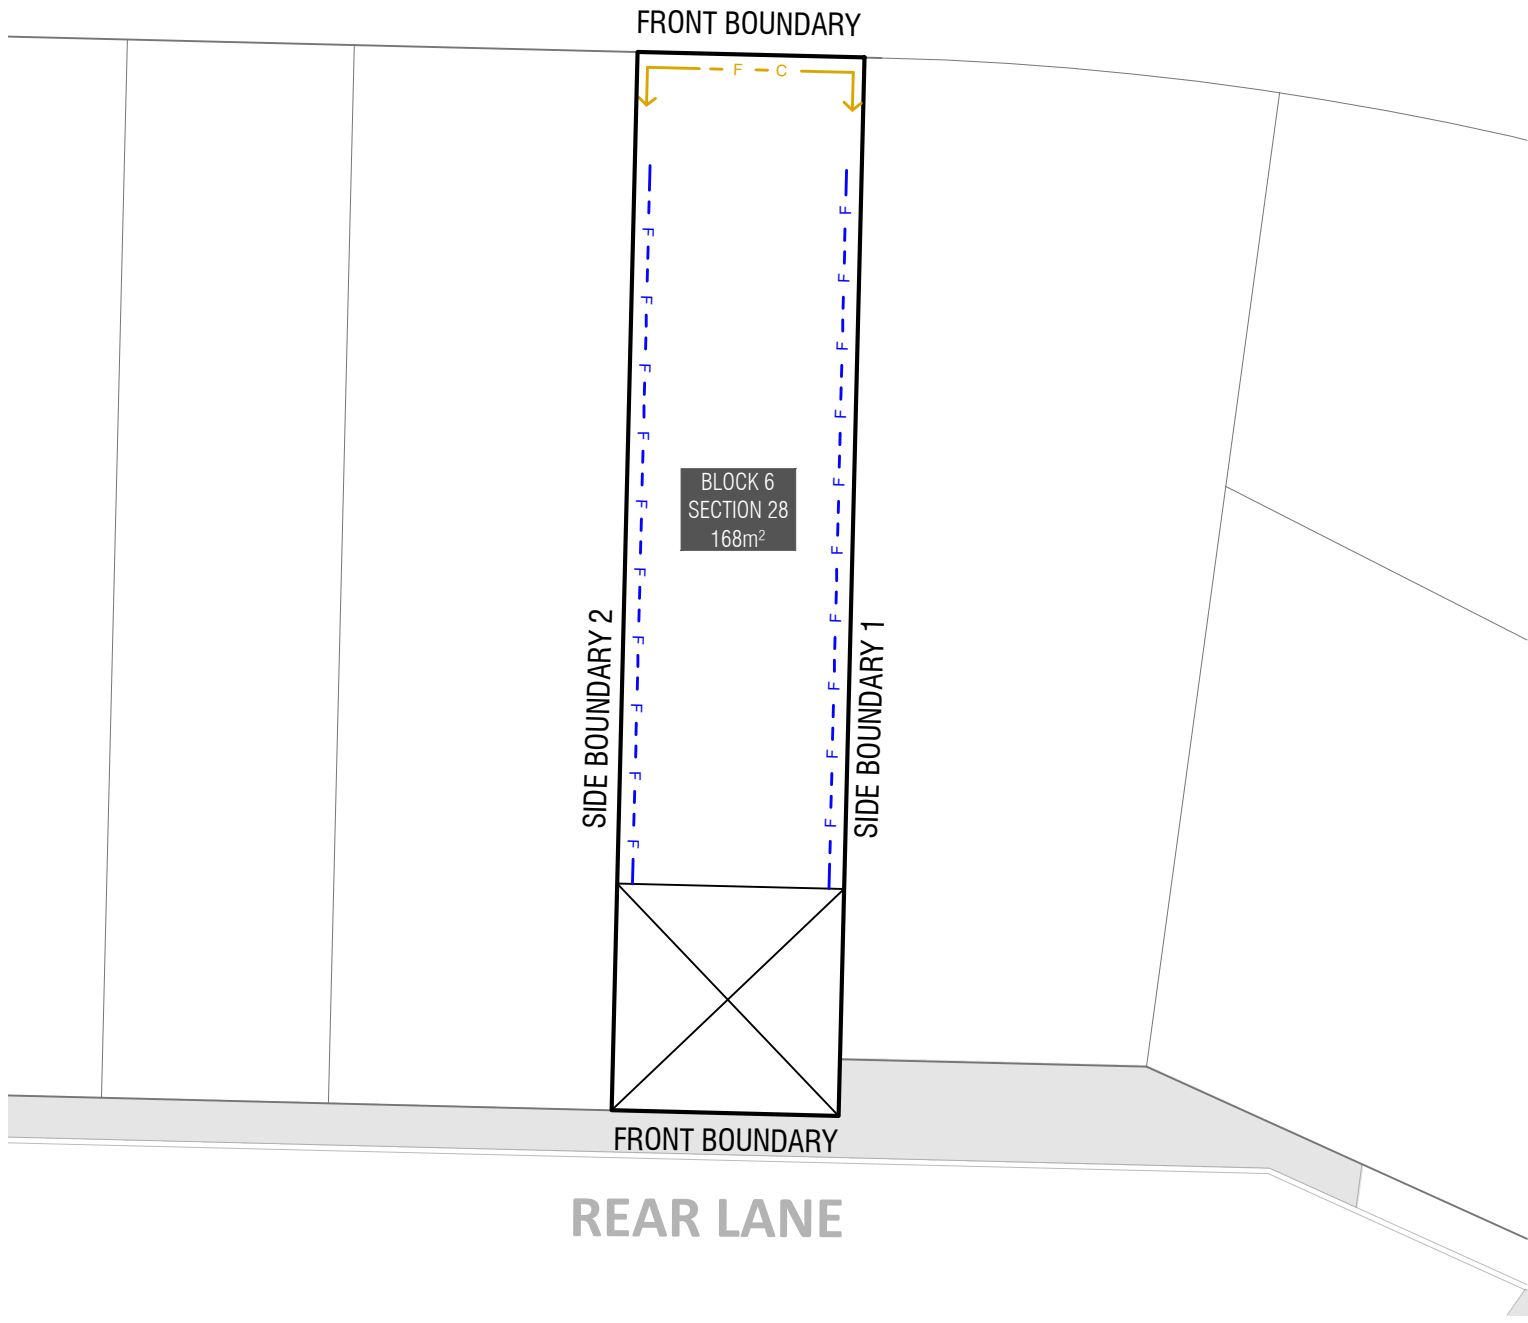 FRONT BOUNDARY
F C
F F F F F F F F F F
F F F F F F F F F F
BLOCK 6
SECTION 28
168m²
SIDE BOUNDARY 2
SIDE BOUNDARY 1
FRONT BOUNDARY
REAR LANE